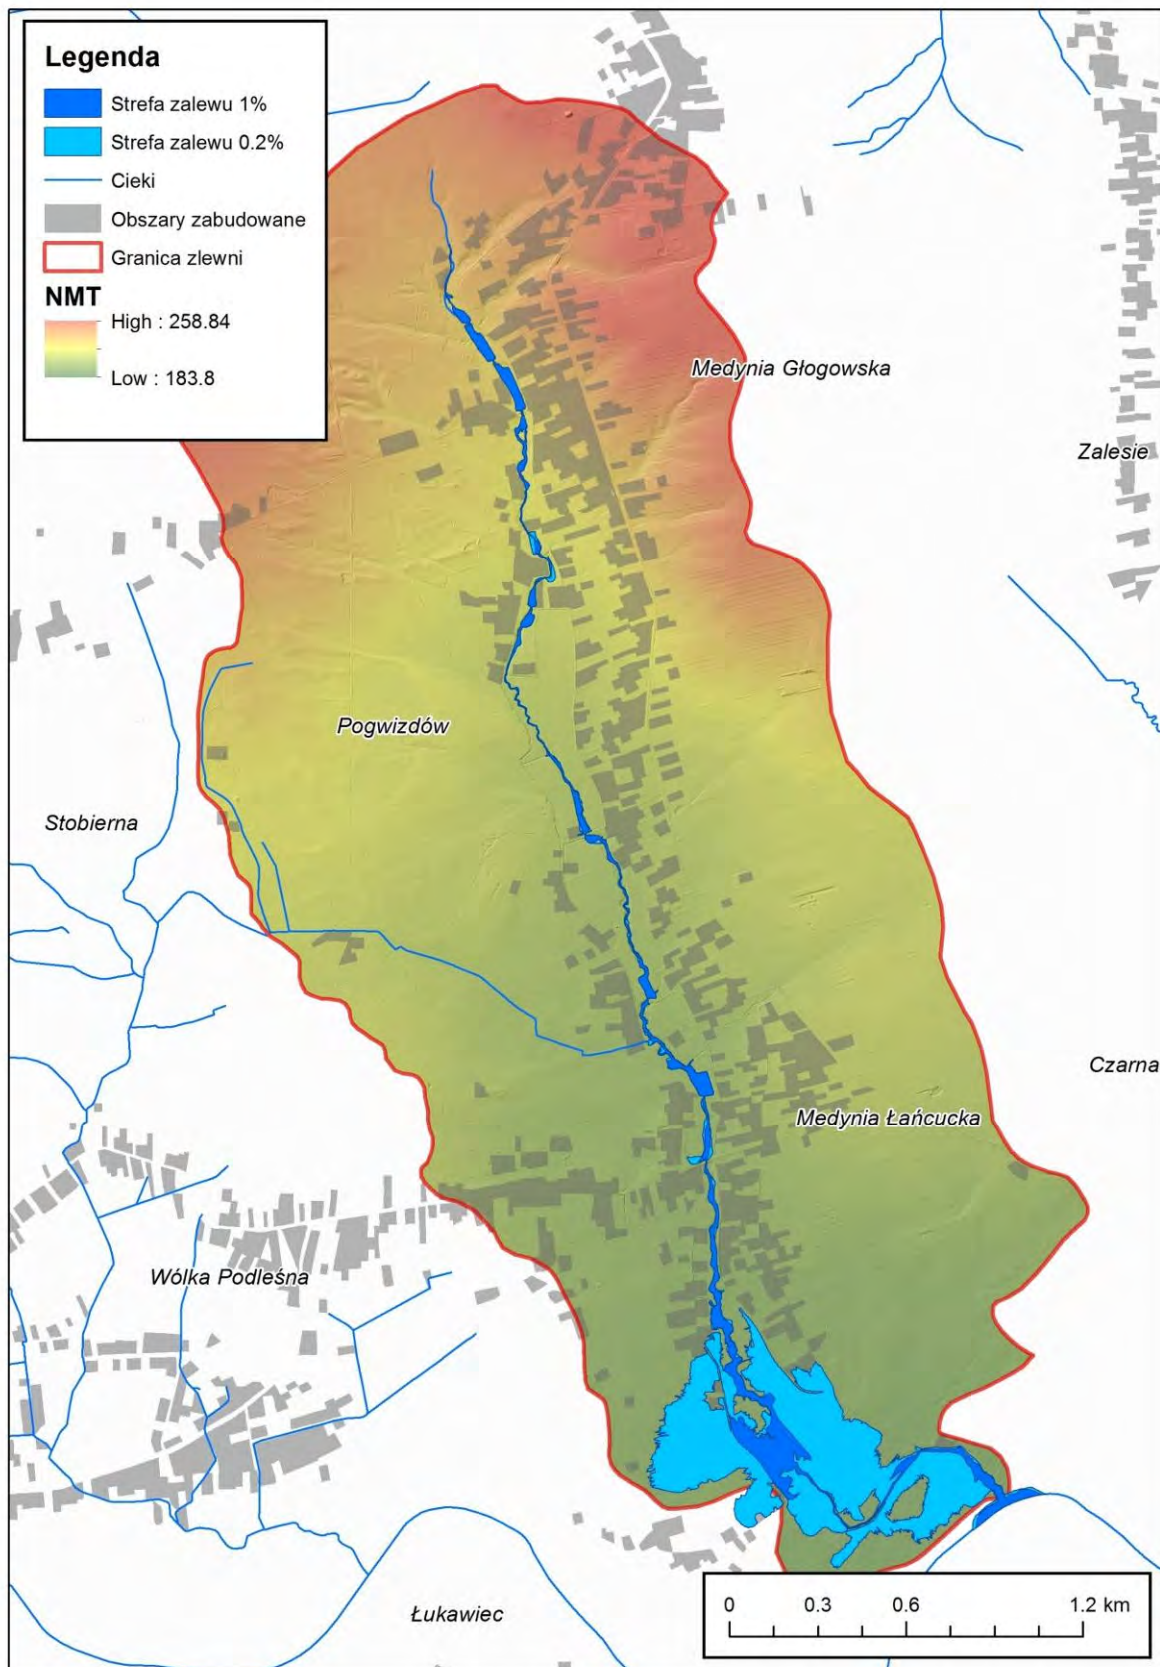 Legenda
Strefa zalewu 1%
Strefa zalewu 0.2%
Cieki
Obszary zabudowane
Granica zlewni
NMT
High : 258.84
Low : 183.8
Medynia Głogowska
Zalesie
Pogwizdów
Stobierna
Czarna
Medynia Łańcucka
Wólka Podleśna
Łukawiec
0 0.3 0.6 1.2 km